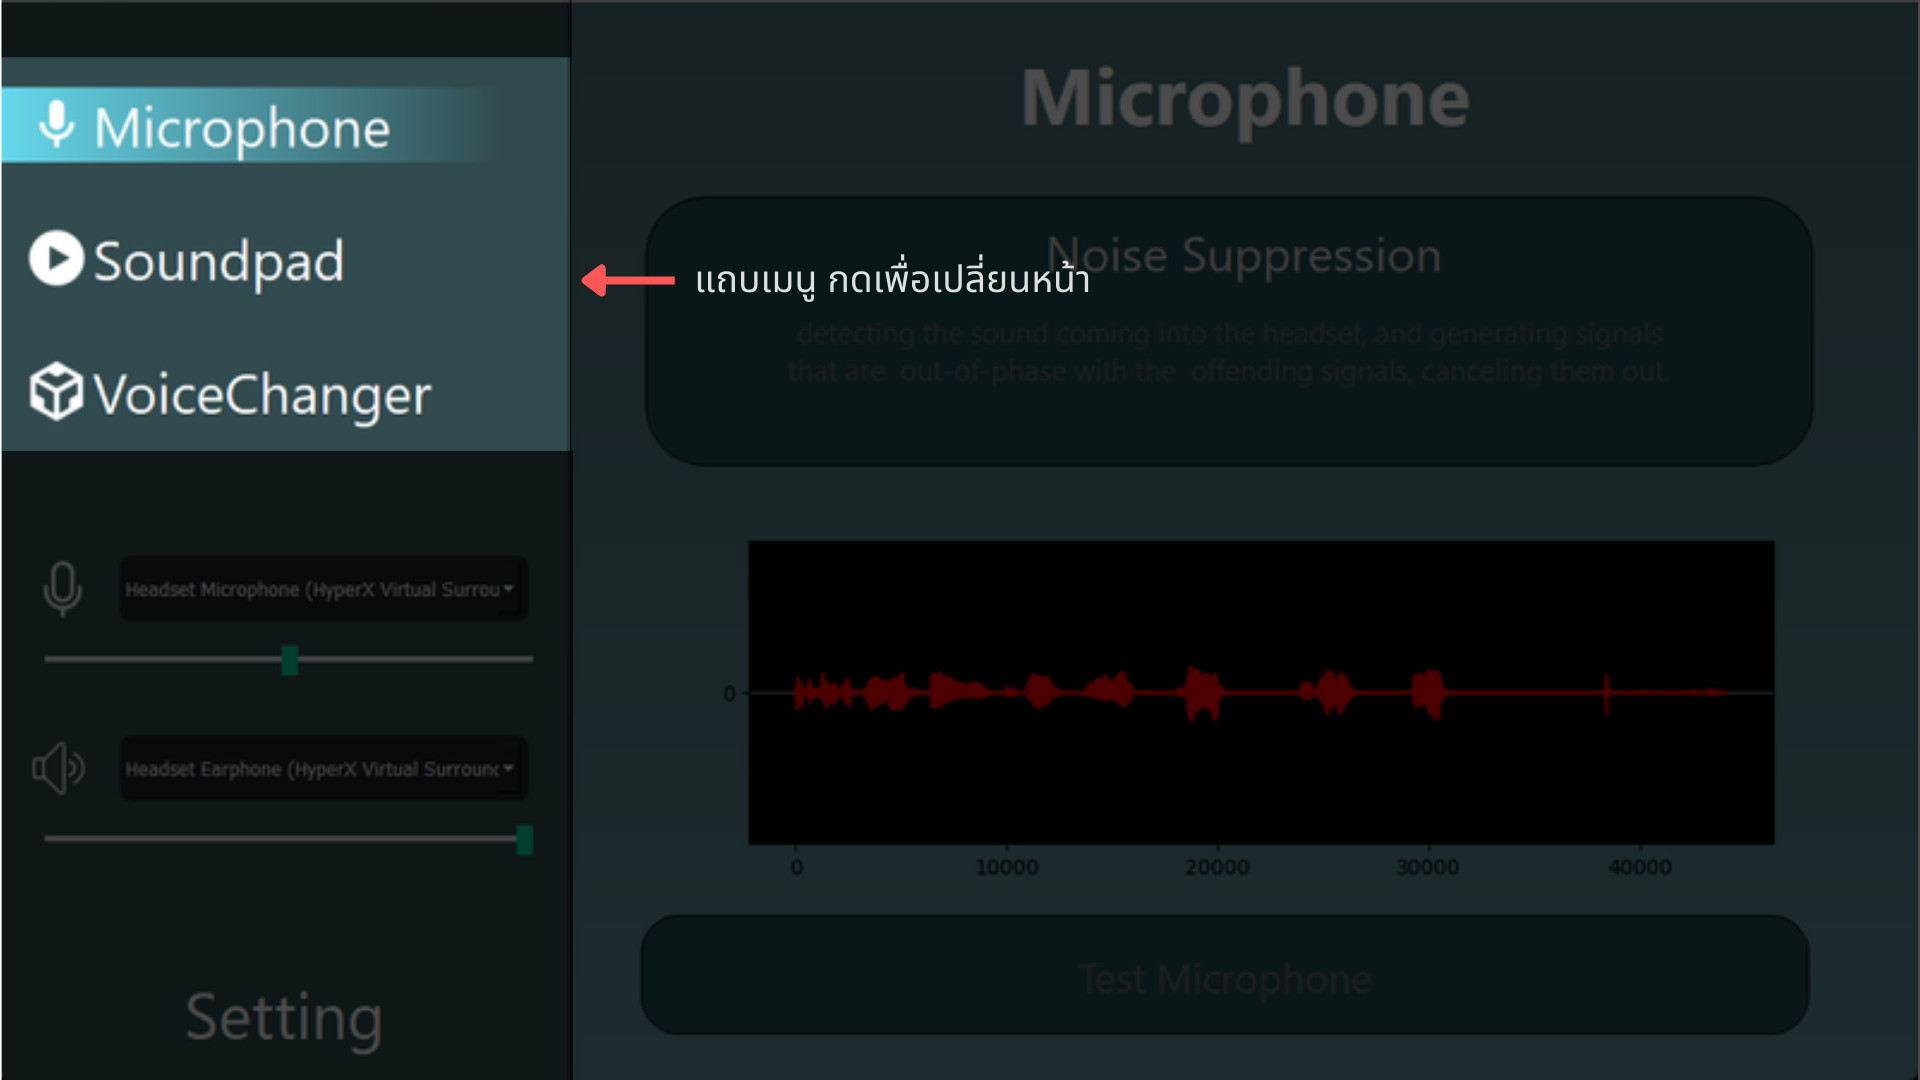 Microphone
Soundpad
VoiceChanger
Headset Microphone (HyperX Virtual Surrou
Headset Earphone (HyperX Virtual Surround
Setting
Microphone
Noise Suppression
แถบเมนู กดเพื่อเปลี่ยนหน้า
detecting the sound coming into the headset, and generating signals
that are out-of-phase with the offending signals, canceling them out.
0
0 10000 20000 30000 40000
Test Microphone